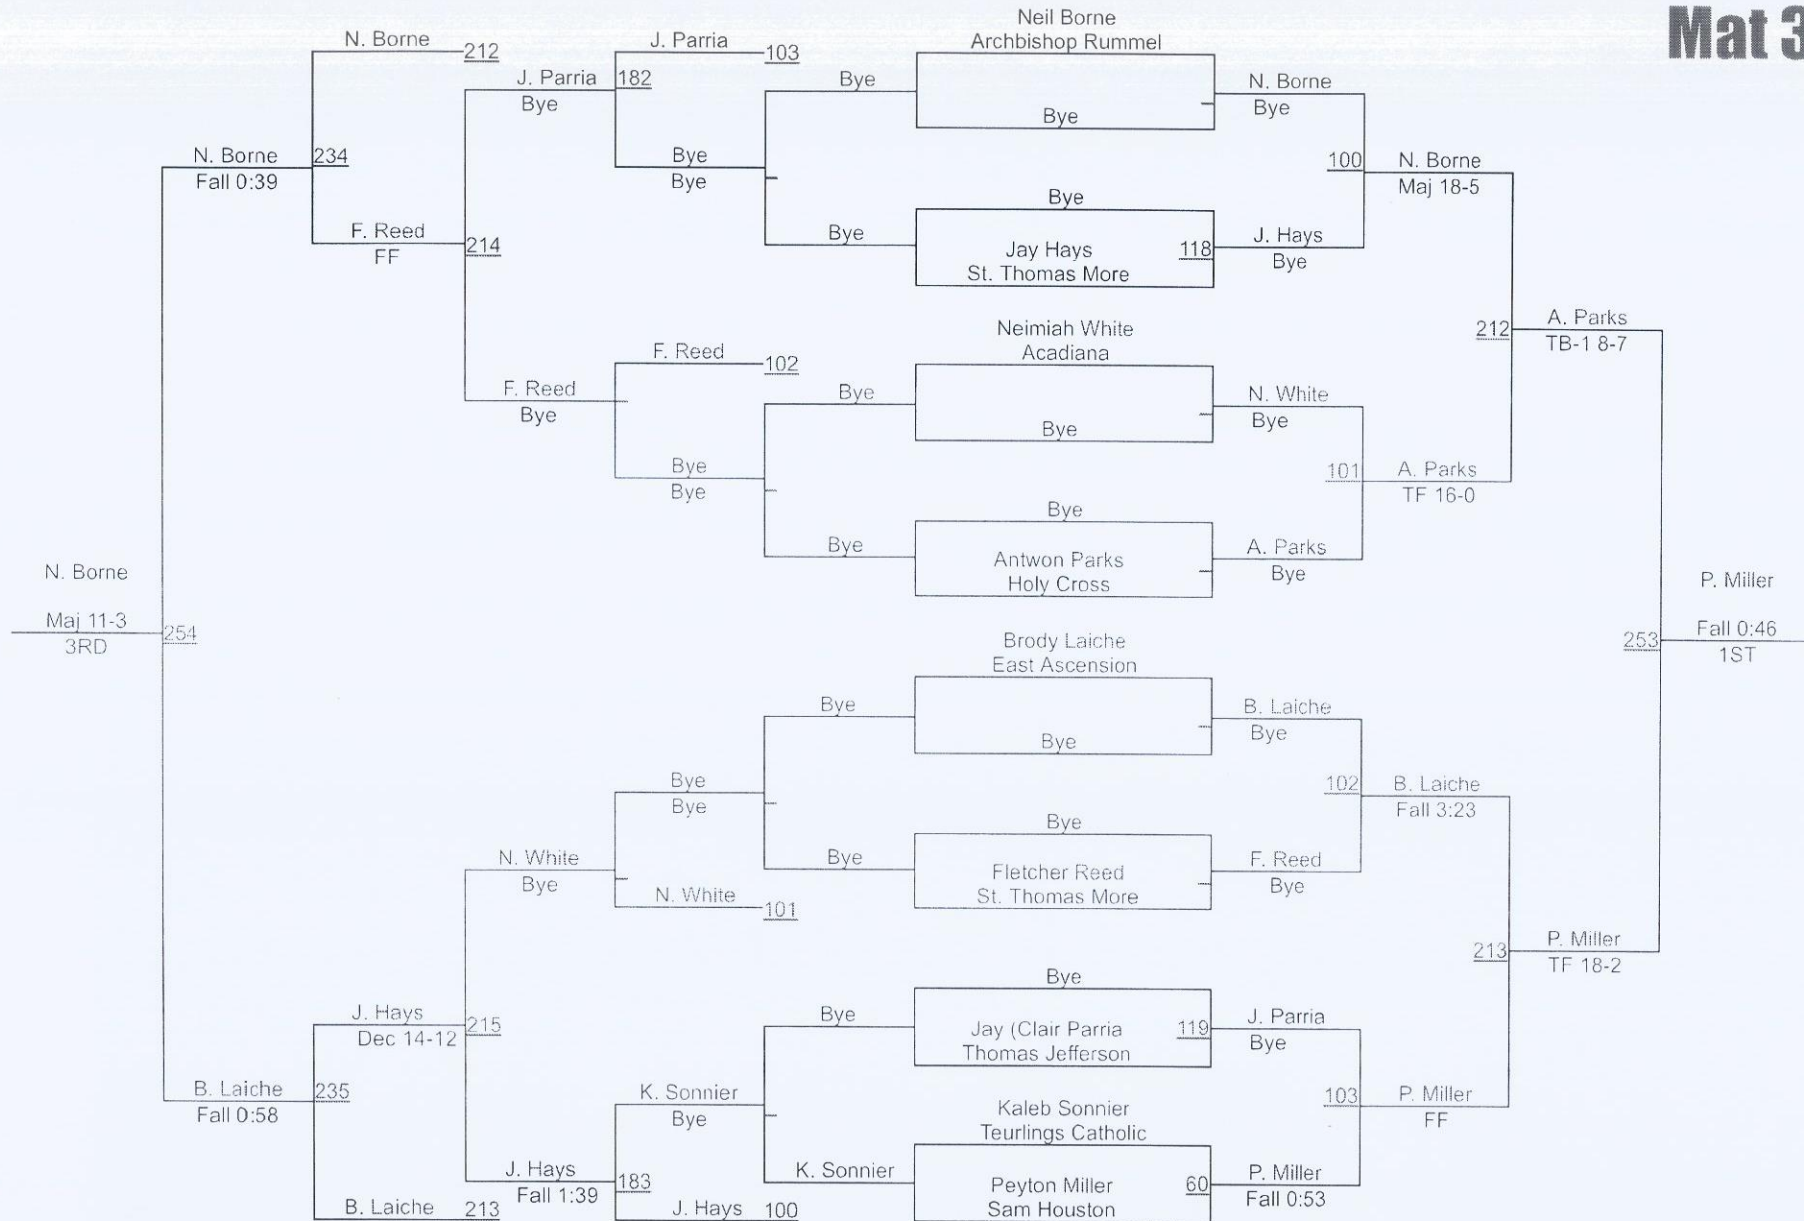 Mat 3
Neil Borne
Archbishop Rummel
N. Borne
212
J. Parria
103
J. Parria
182
Bye
Bye
Bye
N. Borne
Bye
N. Borne
234
Fall 0:39
Bye
Bye
100
N. Borne
Maj 18-5
Bye
F. Reed
214
FF
Bye
Jay Hays
118
St. Thomas More
J. Hays
Bye
Neimiah White
Acadiana
212
A. Parks
TB-1 8-7
F. Reed
102
F. Reed
Bye
Bye
Bye
N. White
Bye
Bye
Bye
101
A. Parks
TF 16-0
Bye
Bye
Antwon Parks
Holy Cross
A. Parks
Bye
N. Borne
Maj 11-3
3RD
254
P. Miller
Fall 0:46
1ST
253
Brody Laiche
East Ascension
Bye
Bye
B. Laiche
Bye
Bye
Bye
102
B. Laiche
Fall 3:23
Bye
N. White
Bye
Bye
Fletcher Reed
St. Thomas More
F. Reed
Bye
N. White
101
213
P. Miller
TF 18-2
Bye
J. Hays
215
Dec 14-12
Bye
Jay (Clair Parria
119
Thomas Jefferson
J. Parria
Bye
B. Laiche
235
Fall 0:58
K. Sonnier
Bye
Kaleb Sonnier
Teurlings Catholic
103
P. Miller
FF
J. Hays
183
Fall 1:39
K. Sonnier
Peyton Miller
60
Sam Houston
P. Miller
Fall 0:53
B. Laiche
213
J. Hays
100